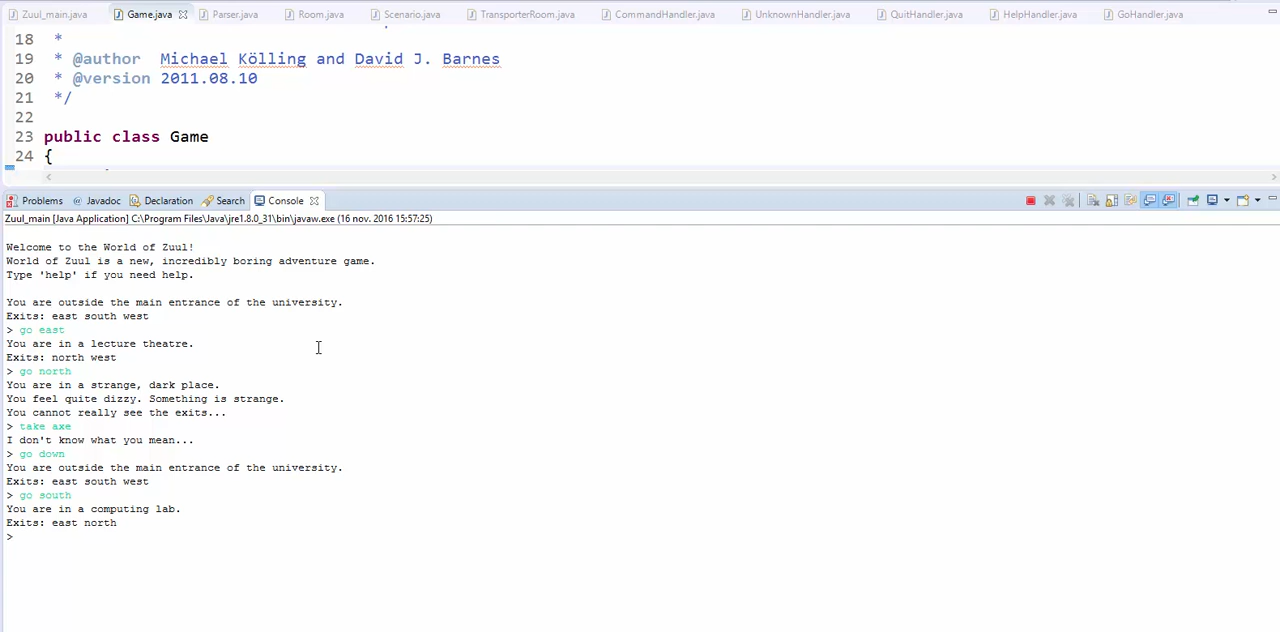 Zuul_main.java Game.java Parser.java Room.java Scenario.java TransporterRoom.java CommandHandler.java UnknownHandler.java QuitHandler.java HelpHandler.java GoHandler.java
18 *
19 * @author Michael Kölling and David J. Barnes
20 * @version 2011.08.10
21 */
22
23 public class Game
24 {
Problems @ Javadoc Declaration Search Console
Zuul_main [Java Application] C:\Program Files\Java\jre1.8.0_31\bin\javaw.exe (16 nov. 2016 15:57:25)
Welcome to the World of Zuul!
World of Zuul is a new, incredibly boring adventure game.
Type 'help' if you need help.
You are outside the main entrance of the university.
Exits: east south west
> go east
You are in a lecture theatre.
Exits: north west
> go north
You are in a strange, dark place.
You feel quite dizzy. Something is strange.
You cannot really see the exits...
> take axe
I don't know what you mean...
> go down
You are outside the main entrance of the university.
Exits: east south west
> go south
You are in a computing lab.
Exits: east north
>